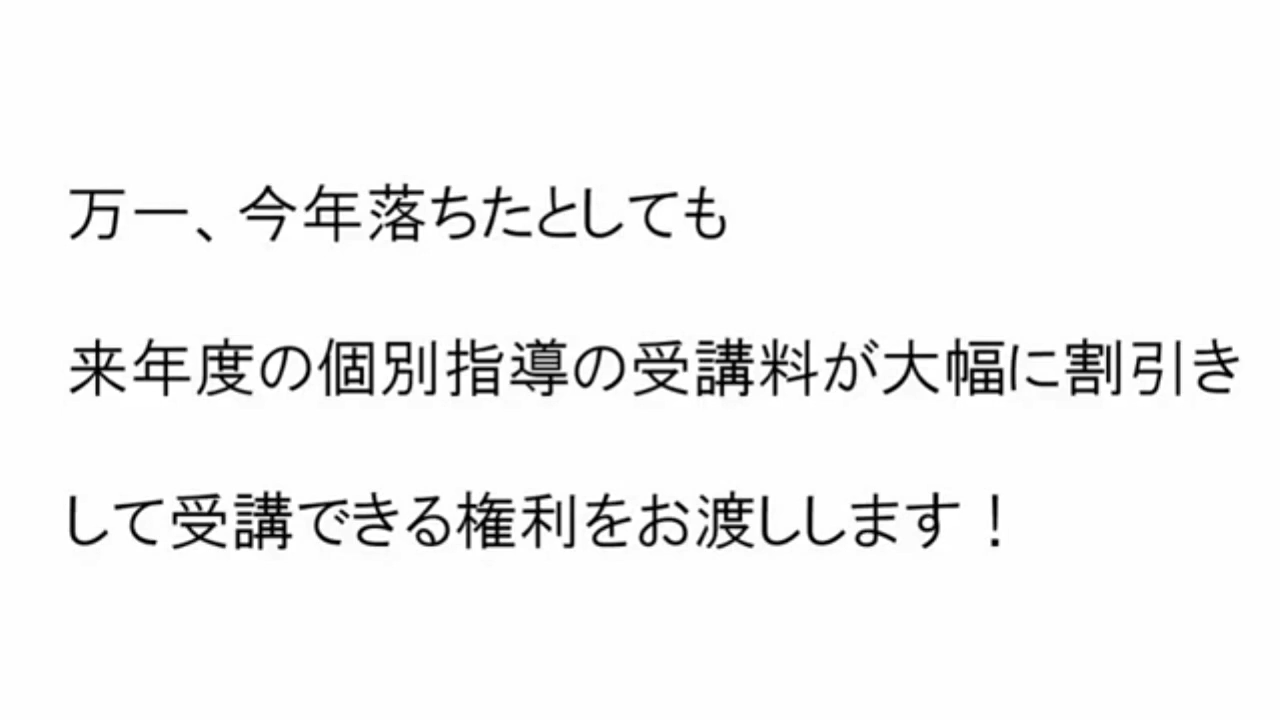 万一、今年落ちたとしても
来年度の個別指導の受講料が大幅に割引き
して受講できる権利をお渡しします！